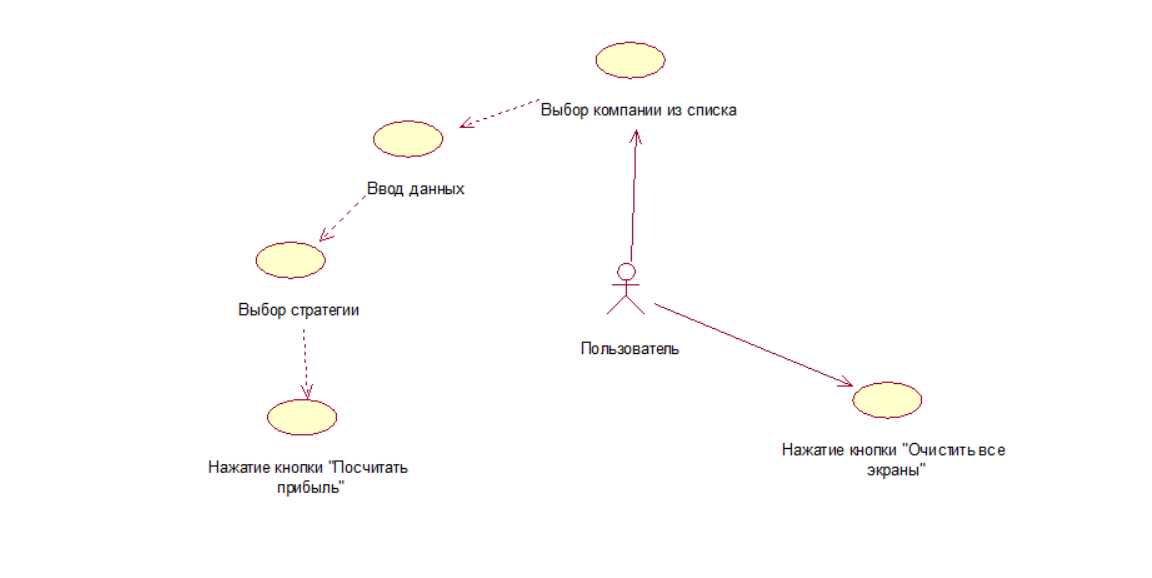 Выбор компании из списка
Ввод данных
Выбор стратегии
Пользователь
Нажатие кнопки "Очистить все
экраны"
Нажатие кнопки "Посчитать
прибыль"